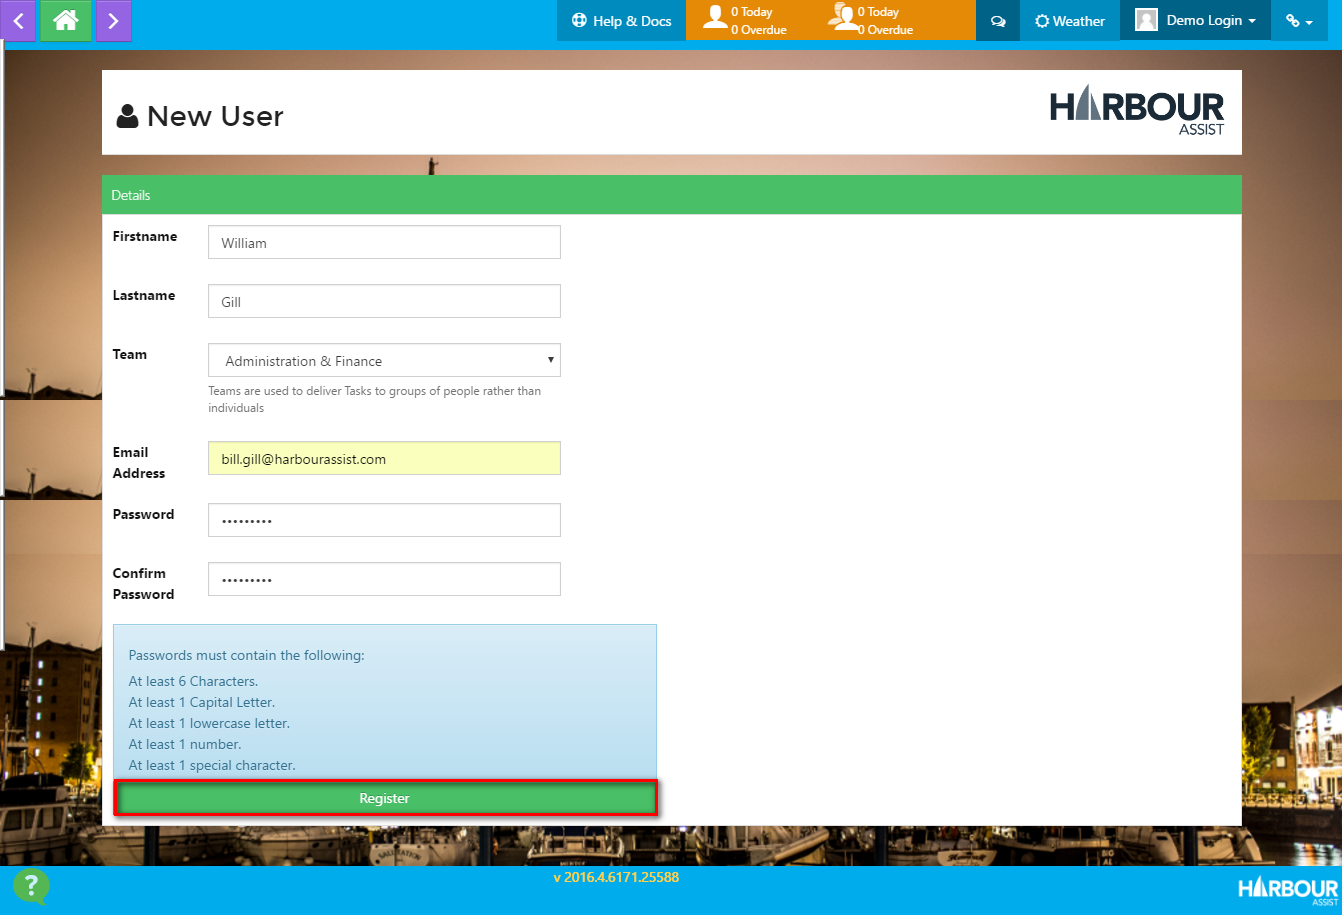 Help & Docs
0 Today
0 Overdue
0 Today
0 Overdue
Weather
Demo Login
New User
HARBOUR
ASSIST
Details
Firstname
William
Lastname
Gill
Team
Administration & Finance
Teams are used to deliver Tasks to groups of people rather than
individuals
Email
Address
bill.gill@harbourassist.com
Password
•••••••••
Confirm
Password
•••••••••
Passwords must contain the following:
At least 6 Characters.
At least 1 Capital Letter.
At least 1 lowercase letter.
At least 1 number.
At least 1 special character.
Register
?
v 2016.4.6171.25588
HARBOUR
ASSIST